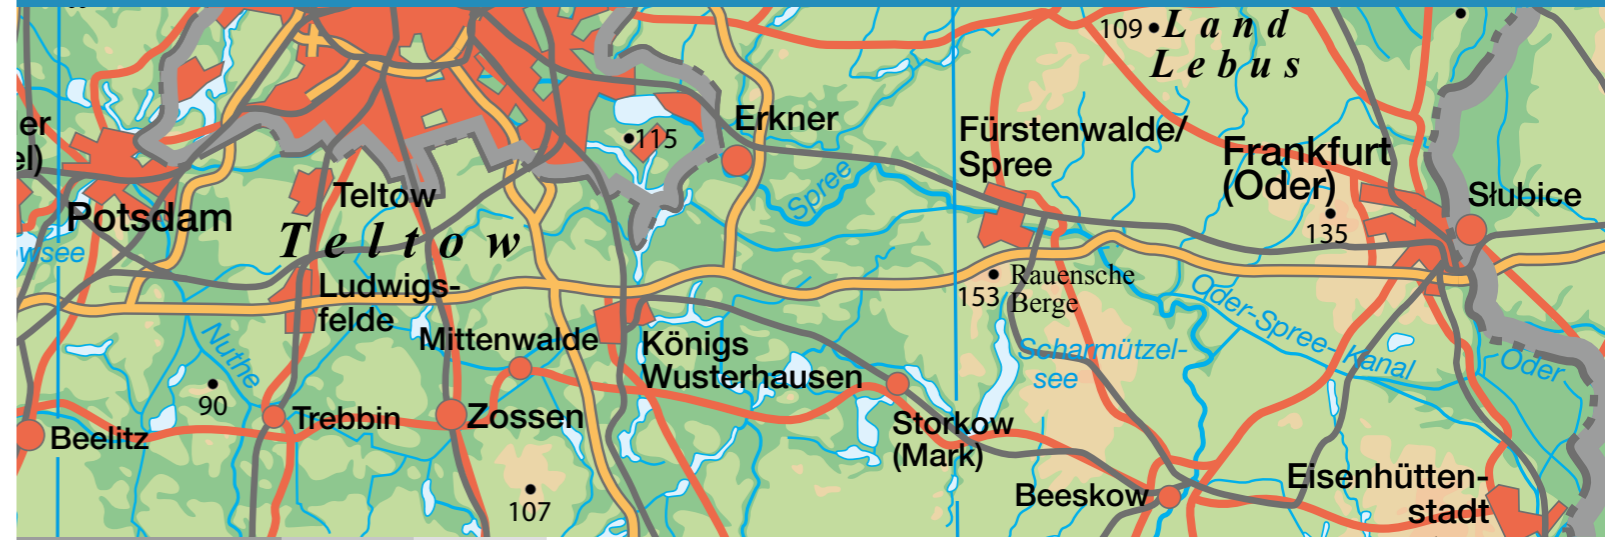 109
Land
Lebus
er
el)
115
Erkner
Fürstenwalde/
Spree
Frankfurt
(Oder)
Słubice
135
Potsdam
Teltow
Teltow
Spree
wsee
Ludwigs-
felde
153
Rauensche
Berge
Oder-Spree-Kanal
Nuthe
Mittenwalde
Königs
Wusterhausen
Scharmützel-
see
Oder
90
Trebbin
Zossen
Beelitz
Storkow
(Mark)
107
Beeskow
Eisenhütten-
stadt